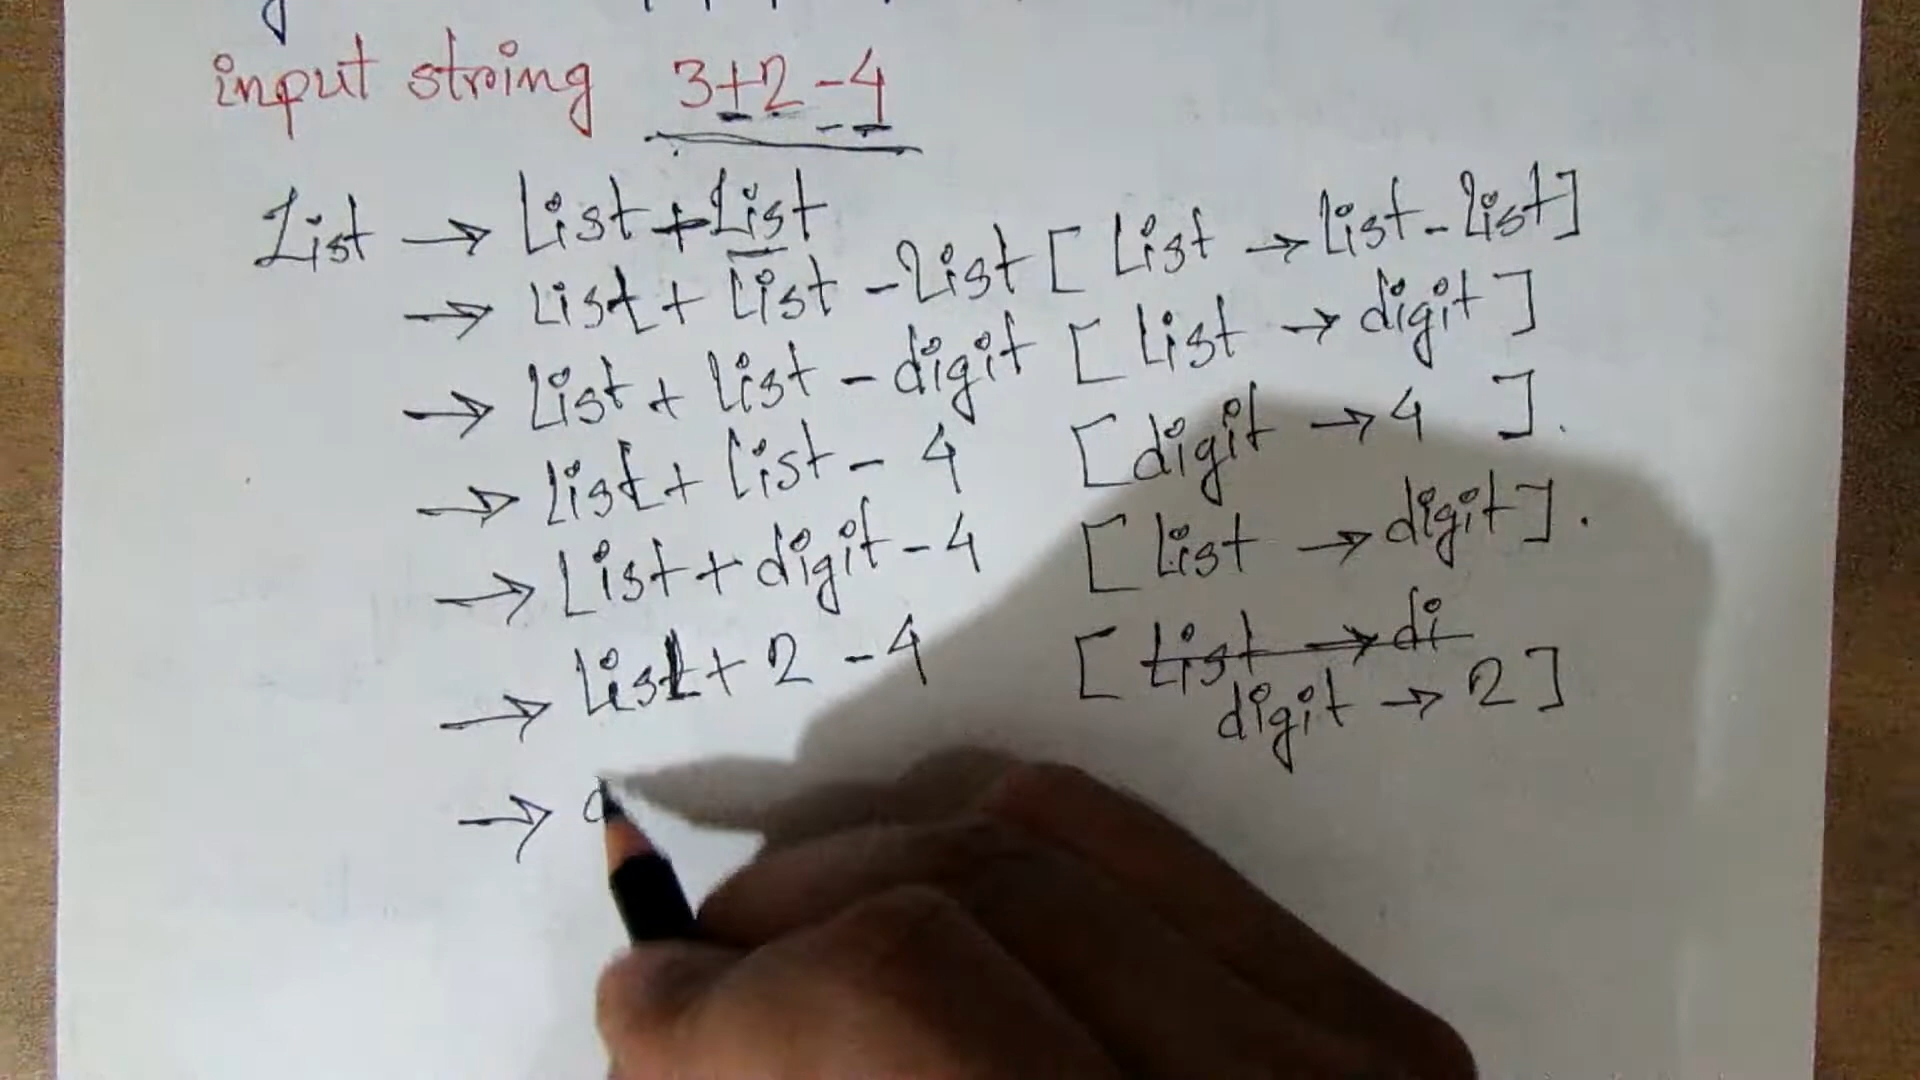 input string 3+2-4
List → List + List
→ List + List - List [ List → List - List ]
→ List + List - digit [ List → digit ]
→ List + List - 4 [ digit → 4 ].
→ List + digit - 4 [ List → digit ].
→ List + 2 - 4 [ List → di
digit → 2 ]
→ d